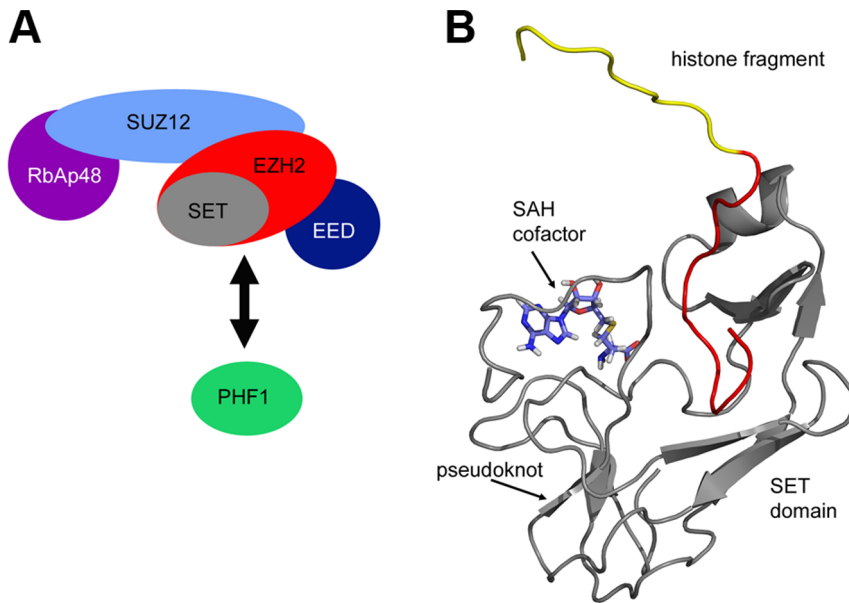 A
SUZ12
RbAp48
EZH2
SET
EED
PHF1
B
histone fragment
SAH
cofactor
pseudoknot
SET
domain